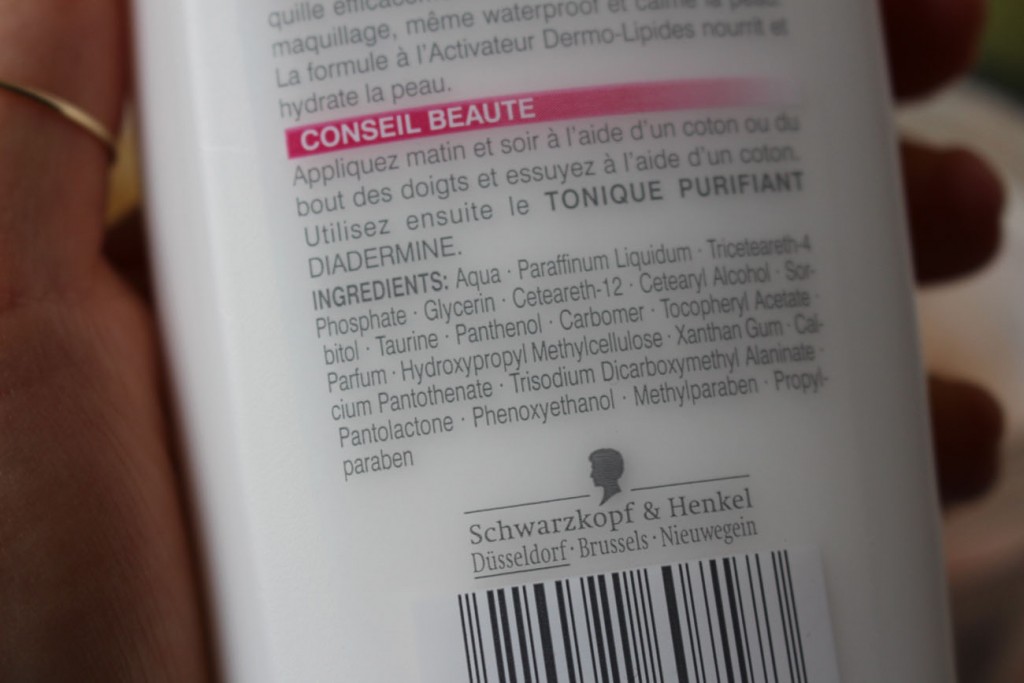 quille efficacement
maquillage, même waterproof et calme la peau.
La formule à l'Activateur Dermo-Lipides nourrit et
hydrate la peau.
CONSEIL BEAUTE
Appliquez matin et soir à l'aide d'un coton ou du
bout des doigts et essuyez à l'aide d'un coton.
Utilisez ensuite le TONIQUE PURIFIANT
DIADERMINE.
INGREDIENTS: Aqua · Paraffinum Liquidum · Triceteareth-4
Phosphate · Glycerin · Ceteareth-12 · Cetearyl Alcohol · Sor-
bitol · Taurine · Panthenol · Carbomer · Tocopheryl Acetate ·
Parfum · Hydroxypropyl Methylcellulose · Xanthan Gum · Cal-
cium Pantothenate · Trisodium Dicarboxymethyl Alaninate ·
Pantolactone · Phenoxyethanol · Methylparaben · Propyl-
paraben
Schwarzkopf & Henkel
Düsseldorf · Brussels · Nieuwegein